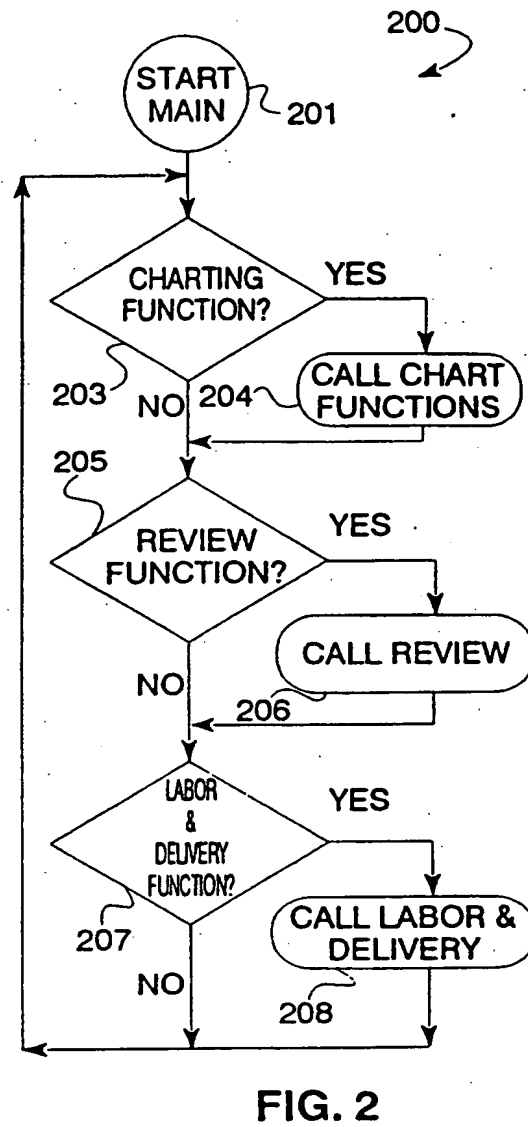 200
START
MAIN
201
CHARTING
FUNCTION?
YES
203
NO
204
CALL CHART
FUNCTIONS
205
REVIEW
FUNCTION?
YES
NO
CALL REVIEW
206
LABOR
&
DELIVERY
FUNCTION?
YES
207
NO
CALL LABOR &
DELIVERY
208
FIG. 2